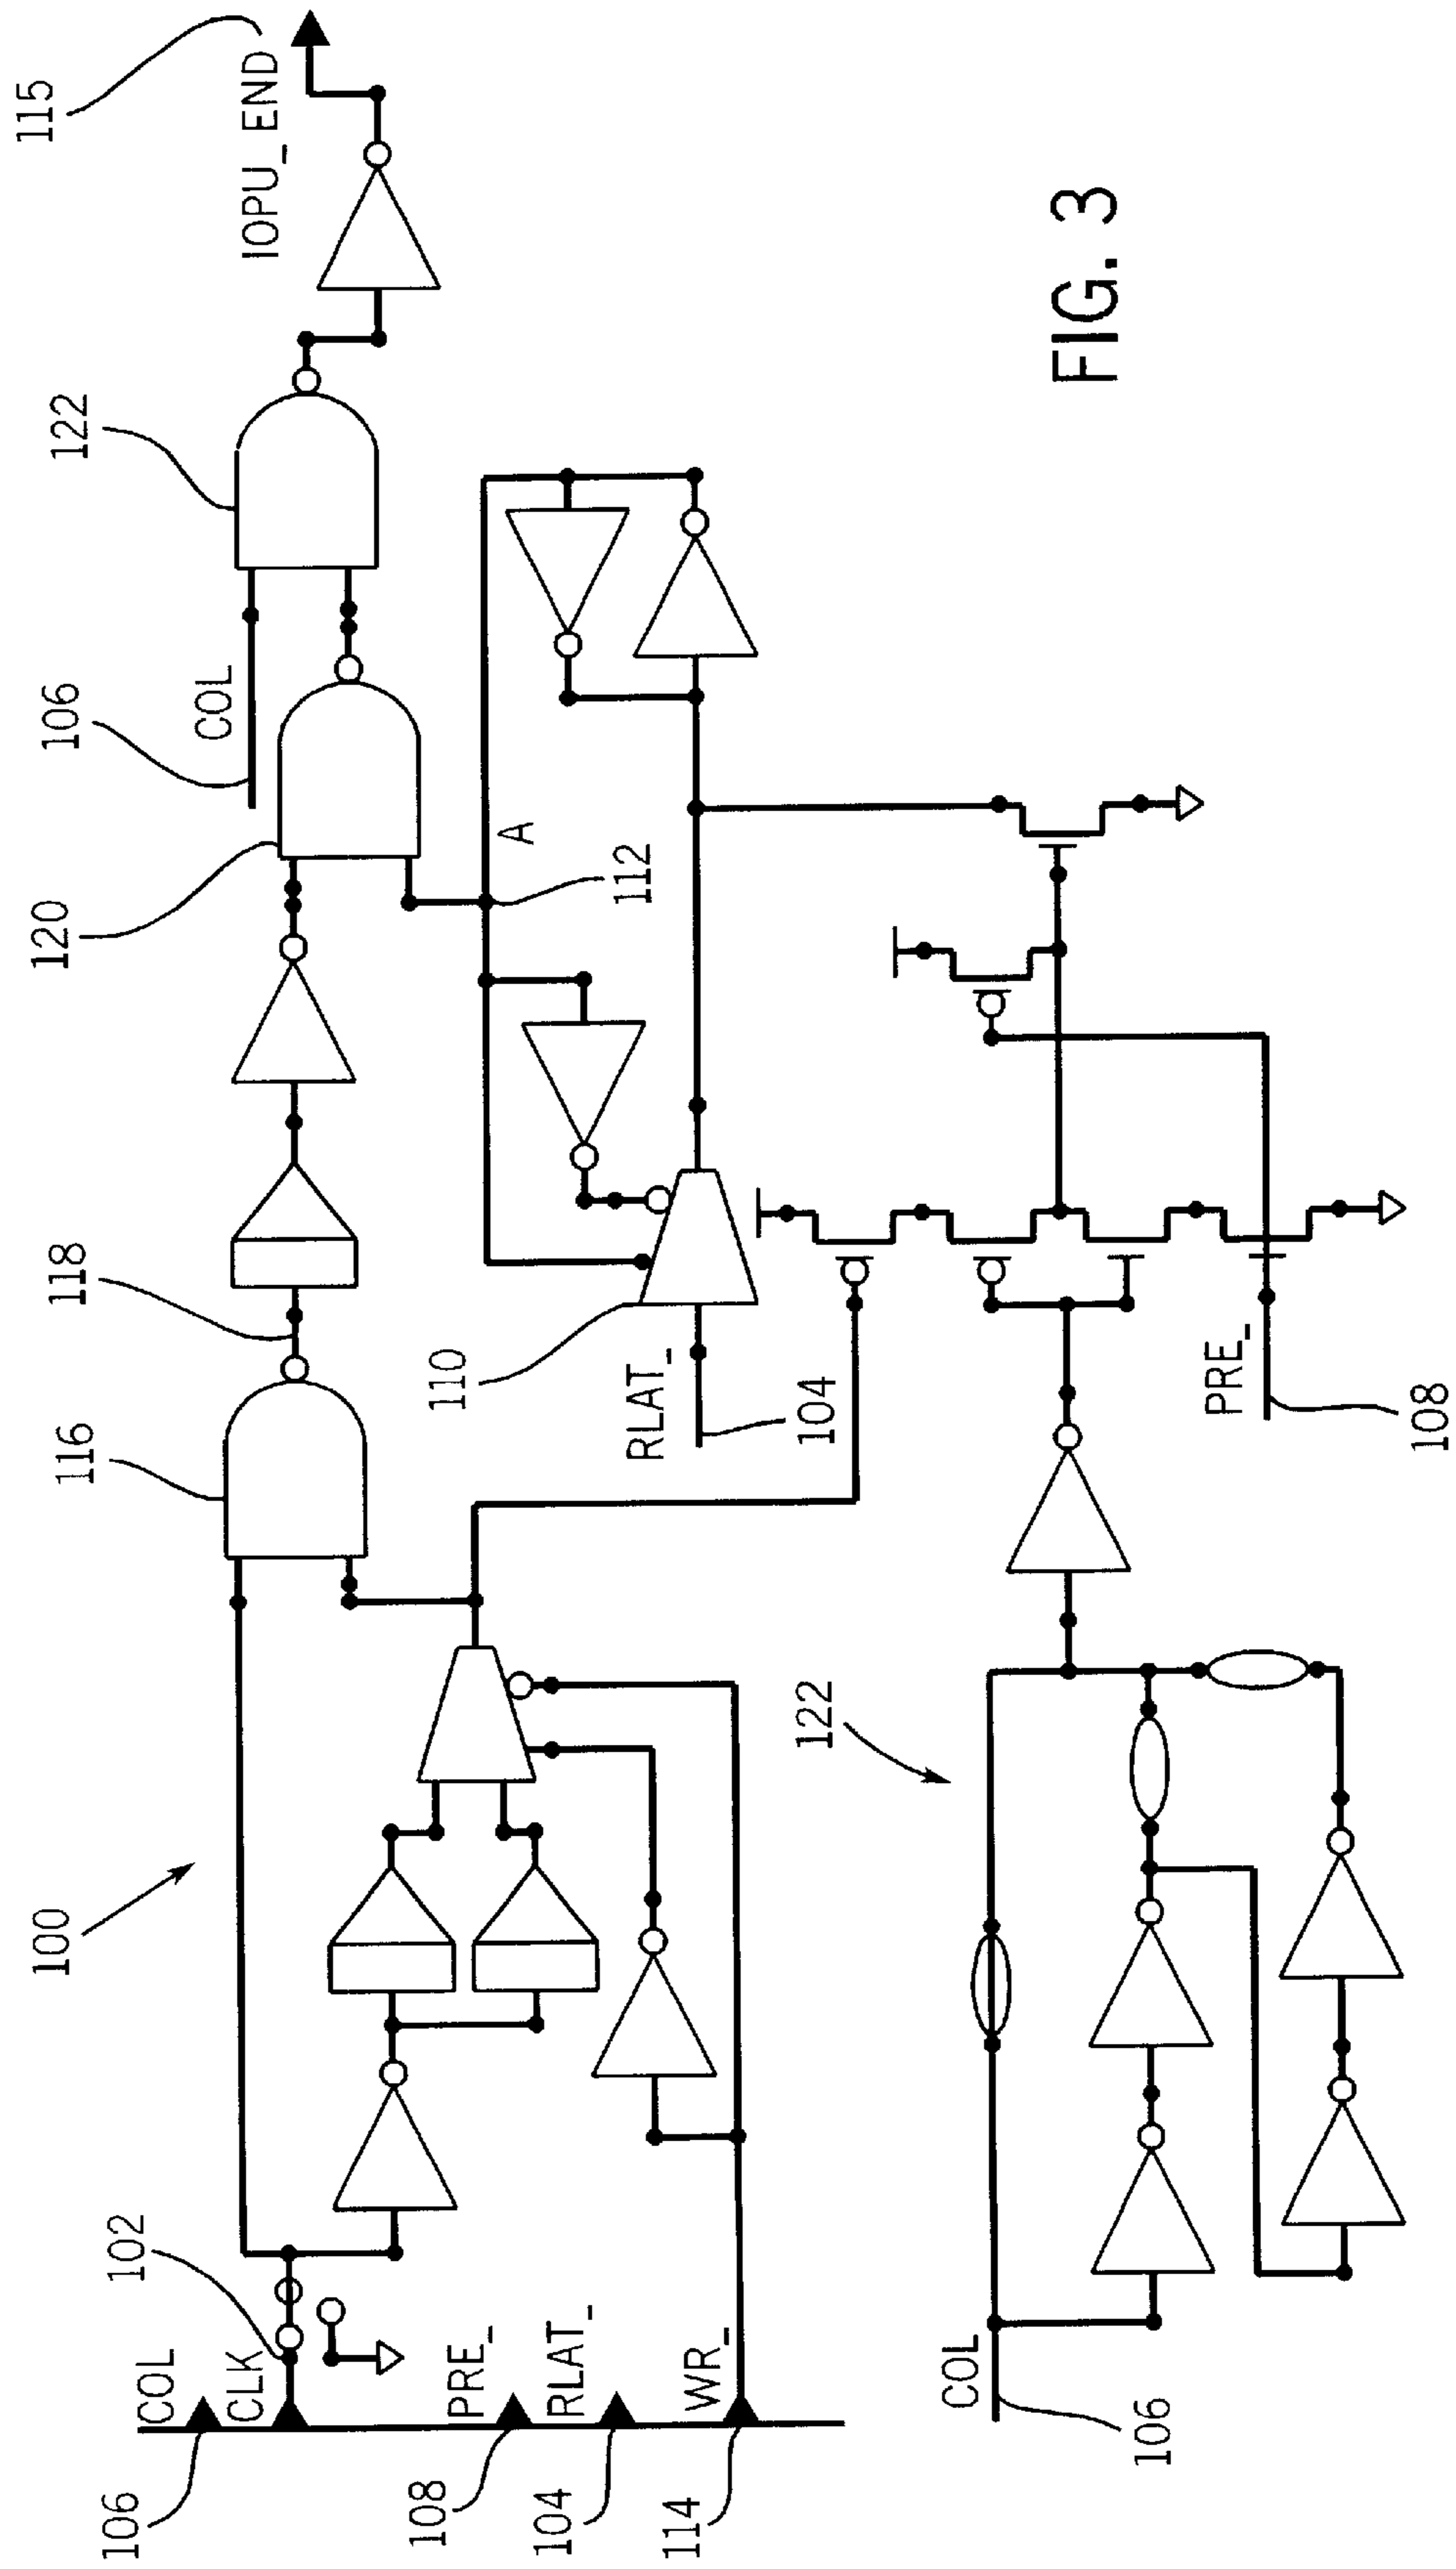 100
COL
106
CLK
102
PRE_
108
RLAT_
104
WR_
114
116
118
120
106
COL
122
IOPU_END
115
RLAT_
104
110
112
A
PRE_
108
122
COL
106
FIG. 3